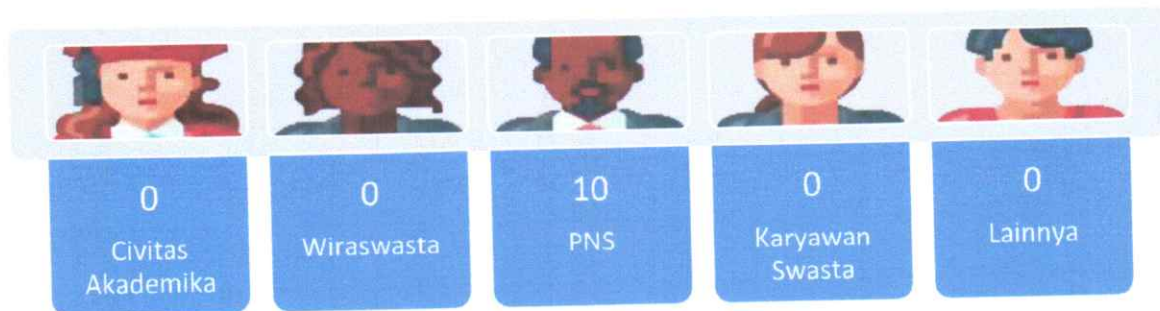 0
Civitas
Akademika
0
Wiraswasta
10
PNS
0
Karyawan
Swasta
0
Lainnya